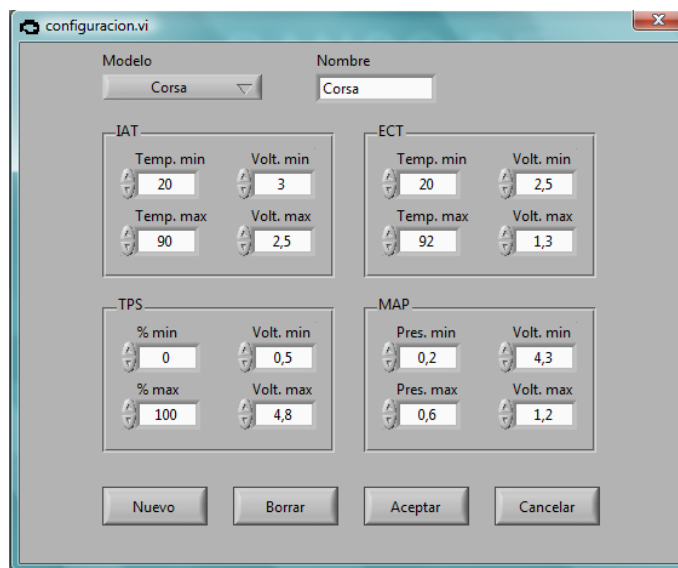 configuracion.vi
x
Modelo Nombre
Corsa Corsa
IAT ECT
Temp. min Volt. min Temp. min Volt. min
20 3 20 2,5
Temp. max Volt. max Temp. max Volt. max
90 2,5 92 1,3
TPS MAP
% min Volt. min Pres. min Volt. min
0 0,5 0,2 4,3
% max Volt. max Pres. max Volt. max
100 4,8 0,6 1,2
Nuevo Borrar Aceptar Cancelar